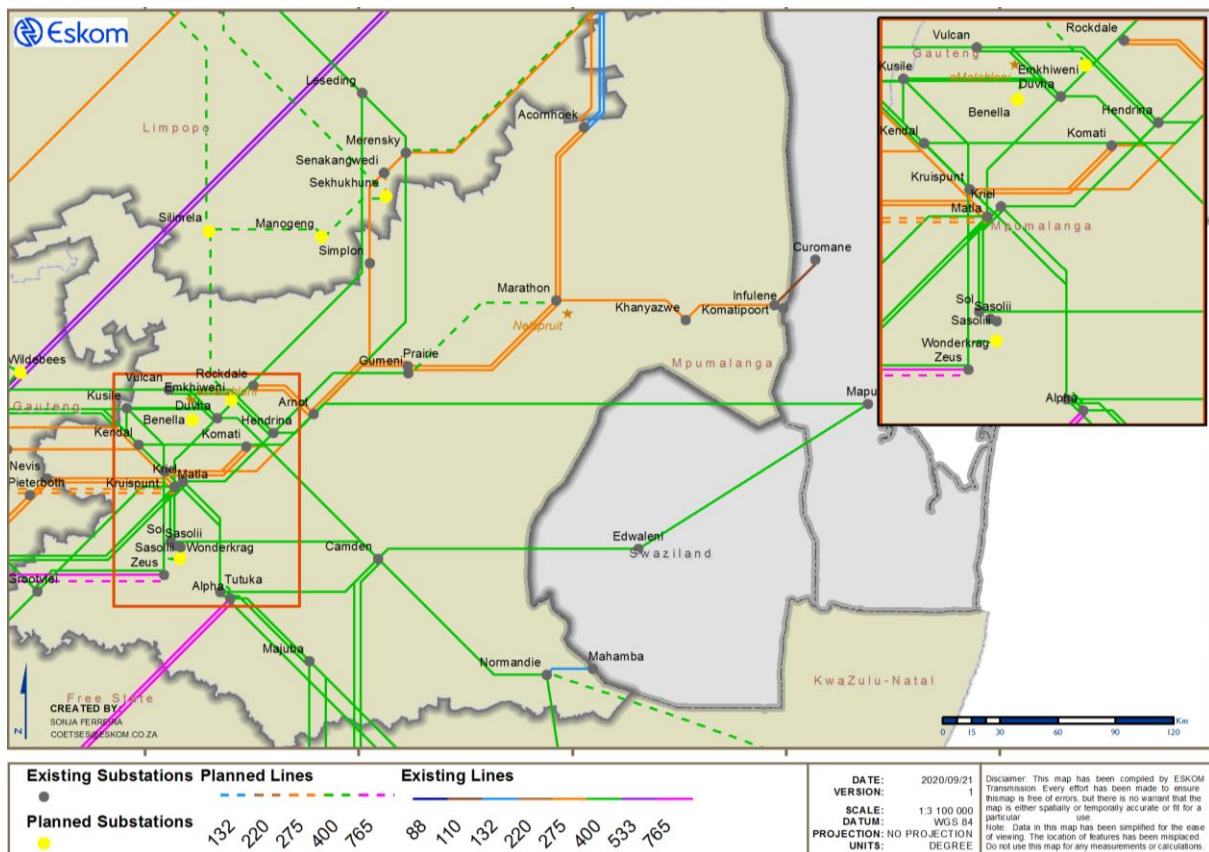 Eskom
Limpopo
Leseding
Acornhoek
Merensky
Senakangwedi
Sekhukhune
Silimela
Manogeng
Simplon
Curomane
Marathon
Infulene
Khanyazwe
Komatipoort
Nelspruit
Mpumalanga
Prairie
Gumeni
Wildebees
Rockdale
Vulcan
Emkhiweni
Kusile
Duvha
Gauteng
Benella
Hendrina
Arnot
Mapu
Kendal
Komati
Nevis
Kriel
Matla
Pieterboth
Kruispunt
Sol
Sasolii
Sasoliii
Wonderkrag
Camden
Edwaleni
Swaziland
Zeus
Grootvlei
Alpha
Tutuka
Majuba
Normandie
Mahamba
Free State
KwaZulu-Natal
CREATED BY:
SONJA FERREIRA
COETSES@ESKOM.CO.ZA
N
Km
0 15 30 60 90 120
Rockdale
Vulcan
Gauteng
Kusile
eMalahleni
Emkhiweni
Duvha
Benella
Hendrina
Kendal
Komati
Kruispunt
Kriel
Matla
Mpumalanga
Sol
Sasolii
Sasoliii
Wonderkrag
Zeus
Alpha
Existing Substations
Planned Substations
Planned Lines
132 220 275 400 765
Existing Lines
88 110 132 220 275 400 533 765
DATE: 2020/09/21
VERSION: 1
SCALE: 1:3 100 000
DATUM: WGS 84
PROJECTION: NO PROJECTION
UNITS: DEGREE
Disclaimer: This map has been compiled by ESKOM
Transmission. Every effort has been made to ensure
thismap is free of errors, but there is no warrant that the
map is either spatially or temporally accurate or fit for a
particular use.
Note: Data in this map has been simplified for the ease
of viewing. The location of features has been misplaced.
Do not use this map for any measurements or calculations.